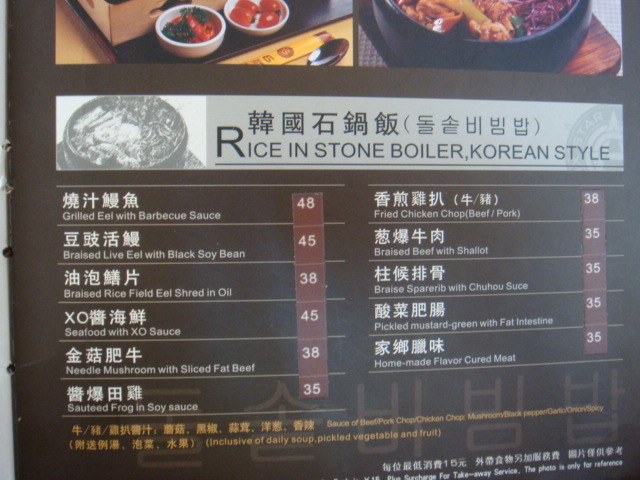 韓國石鍋飯(돌솥비빔밥)
RICE IN STONE BOILER,KOREAN STYLE
燒汁鰻魚 48
Grilled Eel with Barbecue Sauce
豆豉活鰻 45
Braised Live Eel with Black Soy Bean
油泡鱔片 38
Braised Rice Field Eel Shred in Oil
XO醬海鮮 45
Seafood with XO Sauce
金菇肥牛 38
Needle Mushroom with Sliced Fat Beef
醬爆田雞 35
Sauteed Frog in Soy sauce
香煎雞扒 (牛/豬) 38
Fried Chicken Chop(Beef / Pork)
葱爆牛肉 35
Braised Beef with Shallot
柱候排骨 35
Braise Sparerib with Chuhou Suce
酸菜肥腸 35
Pickled mustard-green with Fat Intestine
家鄉臘味 35
Home-made Flavor Cured Meat
돌솥비빔밥
牛/豬/雞扒醬汁：蘑菇、黑椒、蒜茸、洋葱、香辣 Sauce of Beef/Pork Chop/Chicken Chop: Mushroom/Black pepper/Garlic/Onion/Spicy
(附送例湯、泡菜、水果) (Inclusive of daily soup,pickled vegetable and fruit)
每位最低消費15元 外帶食物另加服務費 圖片僅供參考
Plus Surcharge For Take-away Service. The photo is only for reference